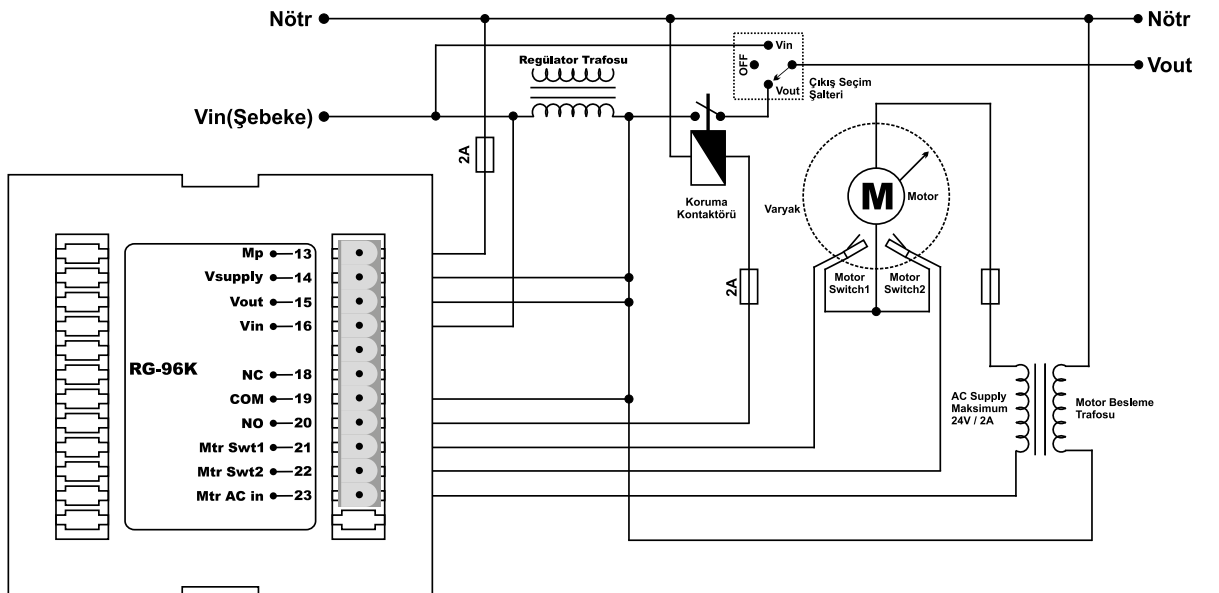 Nötr
Nötr
Vin
OFF
Vout
Regülator Trafosu
Vout
Çıkış Seçim
Şalteri
Vin(Şebeke)
2A
M
Motor
Varyak
Koruma
Kontaktörü
Mp 13
Vsupply 14
Vout 15
Vin 16
RG-96K
NC 18
COM 19
NO 20
Mtr Swt1 21
Mtr Swt2 22
Mtr AC in 23
2A
Motor
Switch1
Motor
Switch2
AC Supply
Maksimum
24V / 2A
Motor Besleme
Trafosu